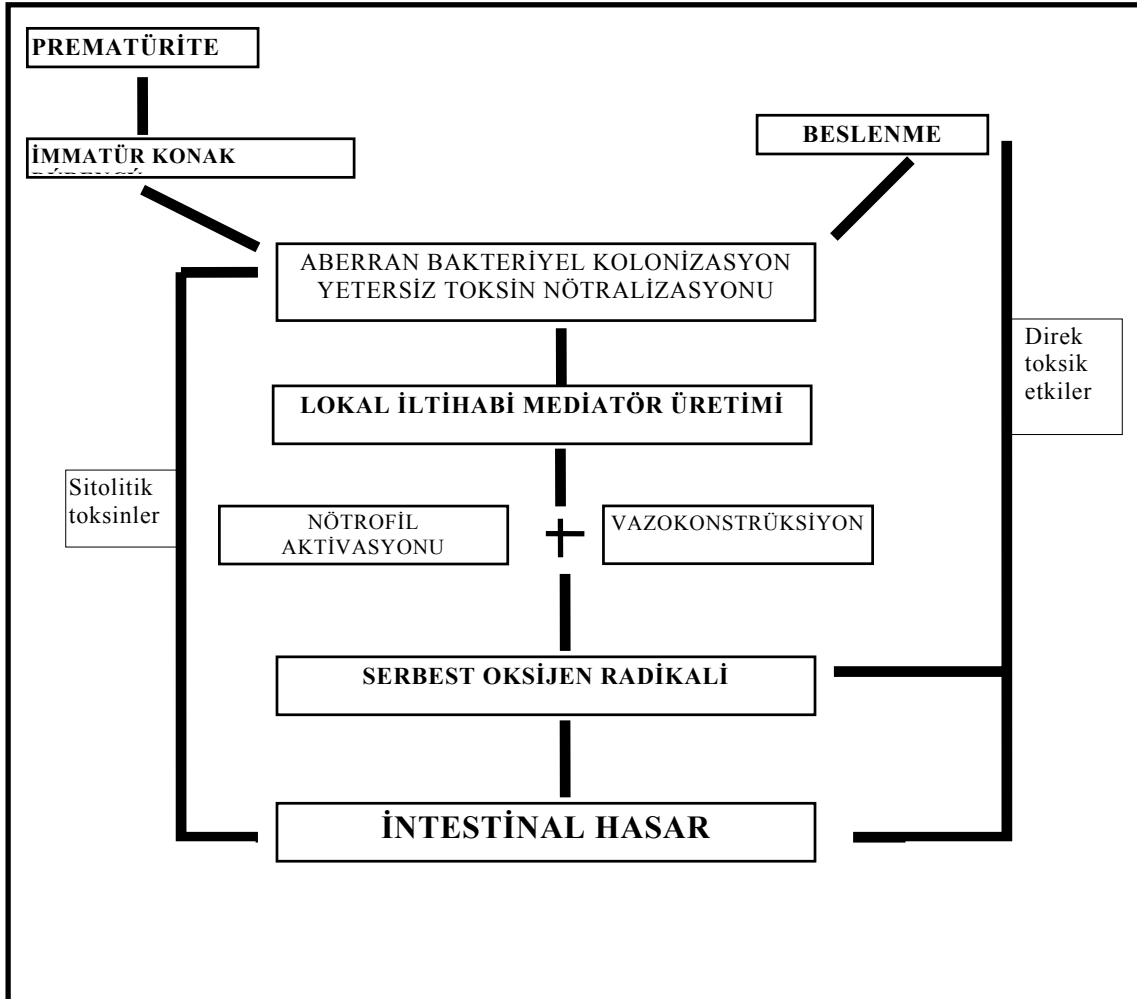 PREMATÜRİTE
İMMATÜR KONAK
BESLENME
ABERRAN BAKTERİYEL KOLONİZASYON
YETERSİZ TOKSİN NÖTRALİZASYONU
Direk
toksik
etkiler
LOKAL İLTİHABİ MEDİATÖR ÜRETİMİ
Sitolitik
toksinler
NÖTROFİL
AKTİVASYONU
+
VAZOKONSTRÜKSİYON
SERBEST OKSİJEN RADİKALİ
İNTESTİNAL HASAR